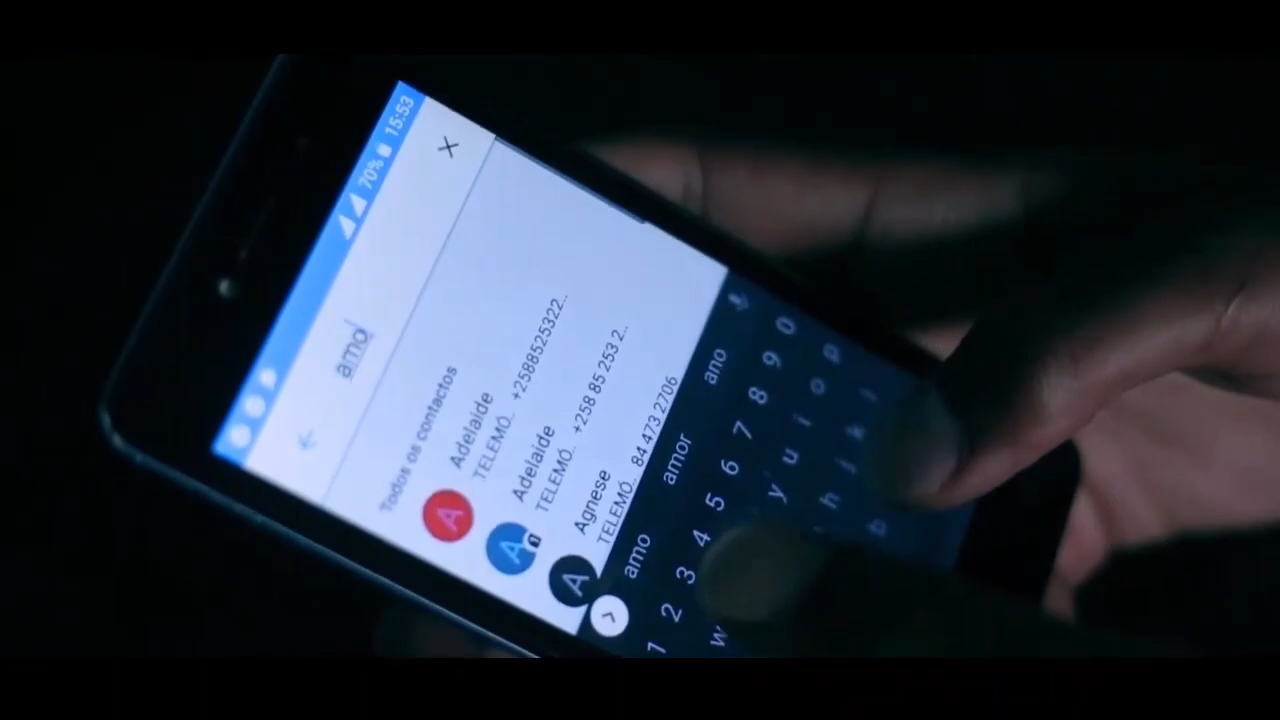 70% 15:53
amo
Todos os contactos
A
Adelaide
TELEMÓ.. +2588525322..
A
Adelaide
TELEMÓ.. +258 85 253 2..
A
Agnese
TELEMÓ.. 84 473 2706
amo amor ano
1 2 3 4 5 6 7 8 9 0
w y u i o p
h j k l
b